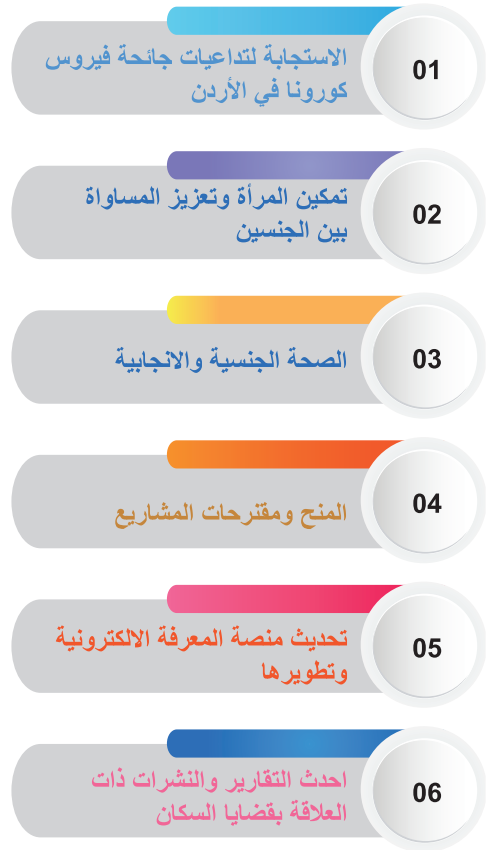 01
الاستجابة لتداعيات جائحة فيروس
كورونا في الأردن
02
تمكين المرأة وتعزيز المساواة
بين الجنسين
03
الصحة الجنسية والانجابية
04
المنح ومقترحات المشاريع
05
تحديث منصة المعرفة الالكترونية
وتطويرها
06
احدث التقارير والنشرات ذات
العلاقة بقضايا السكان